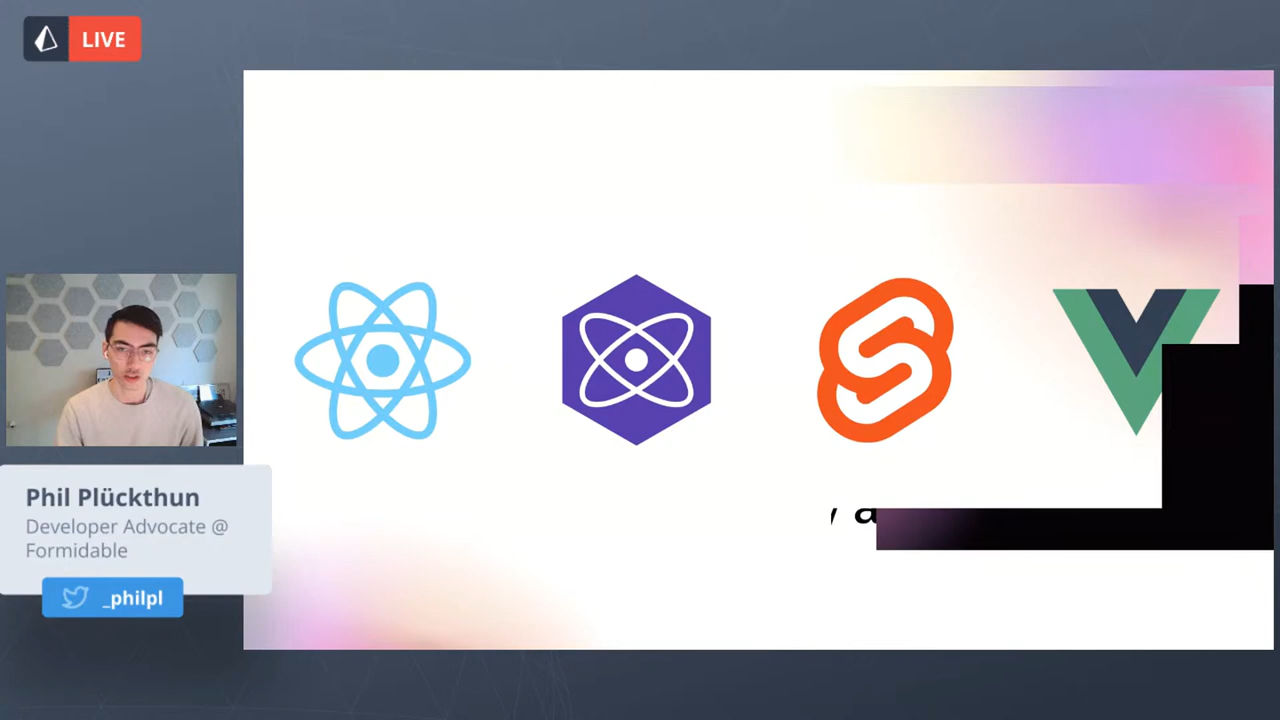 LIVE
Phil Plückthun
Developer Advocate @
Formidable
_philpl